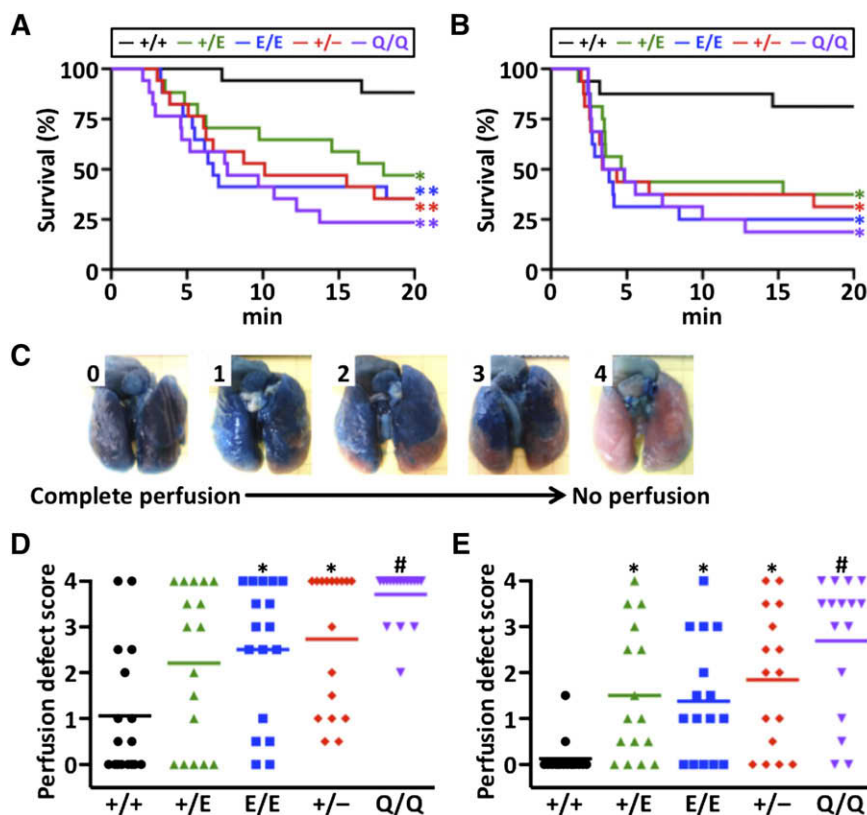 A
+/+ +/E E/E +/– Q/Q
Survival (%)
100
75
50
25
0
*
**
**
**
0 5 10 15 20
min
B
+/+ +/E E/E +/– Q/Q
Survival (%)
100
75
50
25
0
*
*
*
*
0 5 10 15 20
min
C
0 1 2 3 4
Complete perfusion No perfusion
D
Perfusion defect score
4
3
2
1
0
* * #
+/+ +/E E/E +/– Q/Q
E
Perfusion defect score
4
3
2
1
0
* * * #
+/+ +/E E/E +/– Q/Q